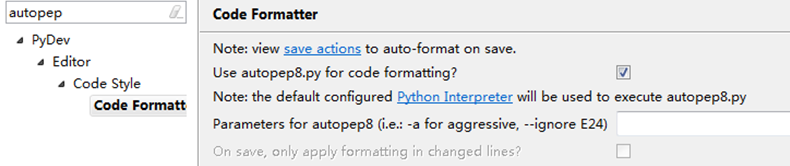 autopep
Code Formatter
PyDev
Editor
Code Style
Code Formatte
Note: view save actions to auto-format on save.
Use autopep8.py for code formatting?
Note: the default configured Python Interpreter will be used to execute autopep8.py
Parameters for autopep8 (i.e.: -a for aggressive, --ignore E24)
On save, only apply formatting in changed lines?